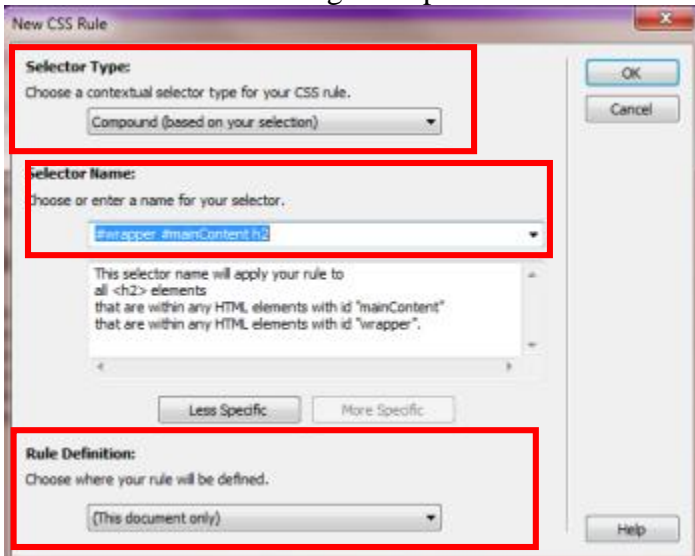 New CSS Rule
Selector Type:
Choose a contextual selector type for your CSS rule.
Compound (based on your selection)
OK
Cancel
Selector Name:
Choose or enter a name for your selector.
#wrapper #mainContent h2
This selector name will apply your rule to
all <h2> elements
that are within any HTML elements with id "mainContent"
that are within any HTML elements with id "wrapper".
Less Specific
More Specific
Rule Definition:
Choose where your rule will be defined.
(This document only)
Help